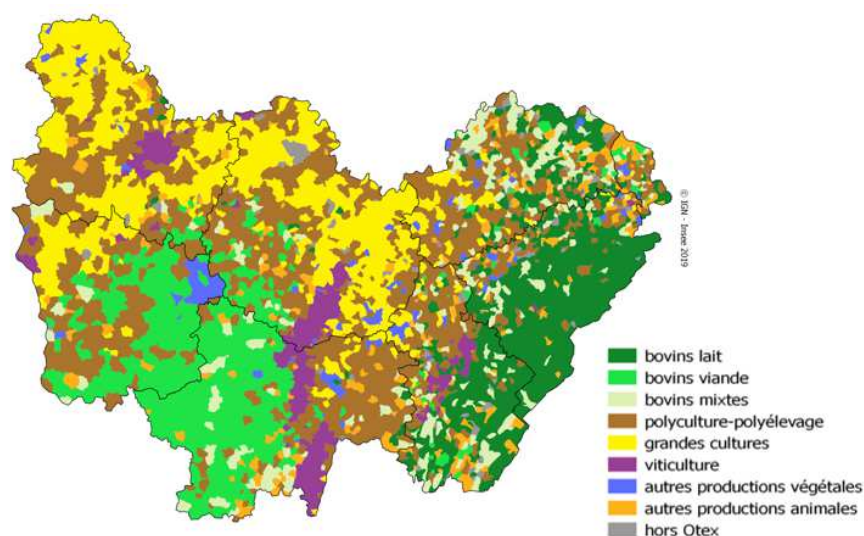 © IGN - Insee 2019
bovins lait
bovins viande
bovins mixtes
polyculture-polyélevage
grandes cultures
viticulture
autres productions végétales
autres productions animales
hors Otex